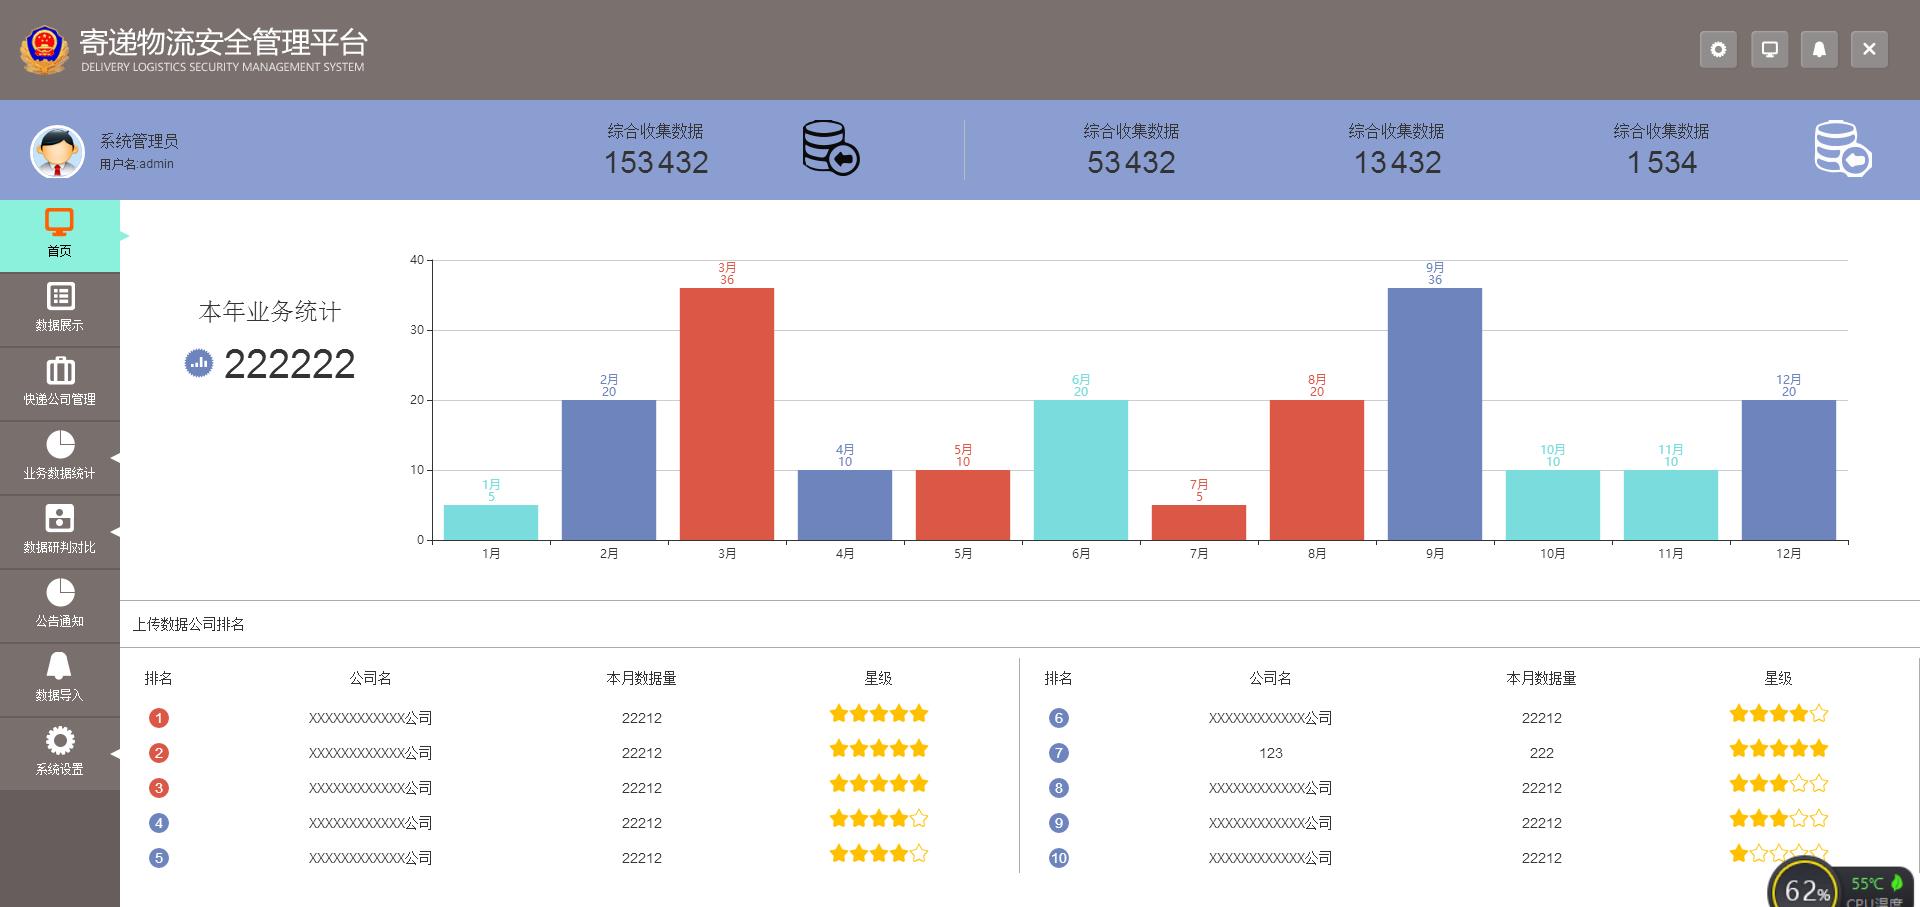 寄递物流安全管理平台
DELIVERY LOGISTICS SECURITY MANAGEMENT SYSTEM
系统管理员
用户名:admin
综合收集数据
153432
综合收集数据
53432
综合收集数据
13432
综合收集数据
1534
首页
数据展示
快递公司管理
业务数据统计
数据研判对比
公告通知
数据导入
系统设置
本年业务统计
222222
40
30
20
10
0
1月
5
2月
20
3月
36
4月
10
5月
10
6月
20
7月
5
8月
20
9月
36
10月
10
11月
10
12月
20
1月 2月 3月 4月 5月 6月 7月 8月 9月 10月 11月 12月
上传数据公司排名
排名 公司名 本月数据量 星级
1 XXXXXXXXXXXX公司 22212
2 XXXXXXXXXXXX公司 22212
3 XXXXXXXXXXXX公司 22212
4 XXXXXXXXXXXX公司 22212
5 XXXXXXXXXXXX公司 22212
排名 公司名 本月数据量 星级
6 XXXXXXXXXXXX公司 22212
7 123 222
8 XXXXXXXXXXXX公司 22212
9 XXXXXXXXXXXX公司 22212
10 XXXXXXXXXXXX公司 22212
62%
55℃
CPU温度